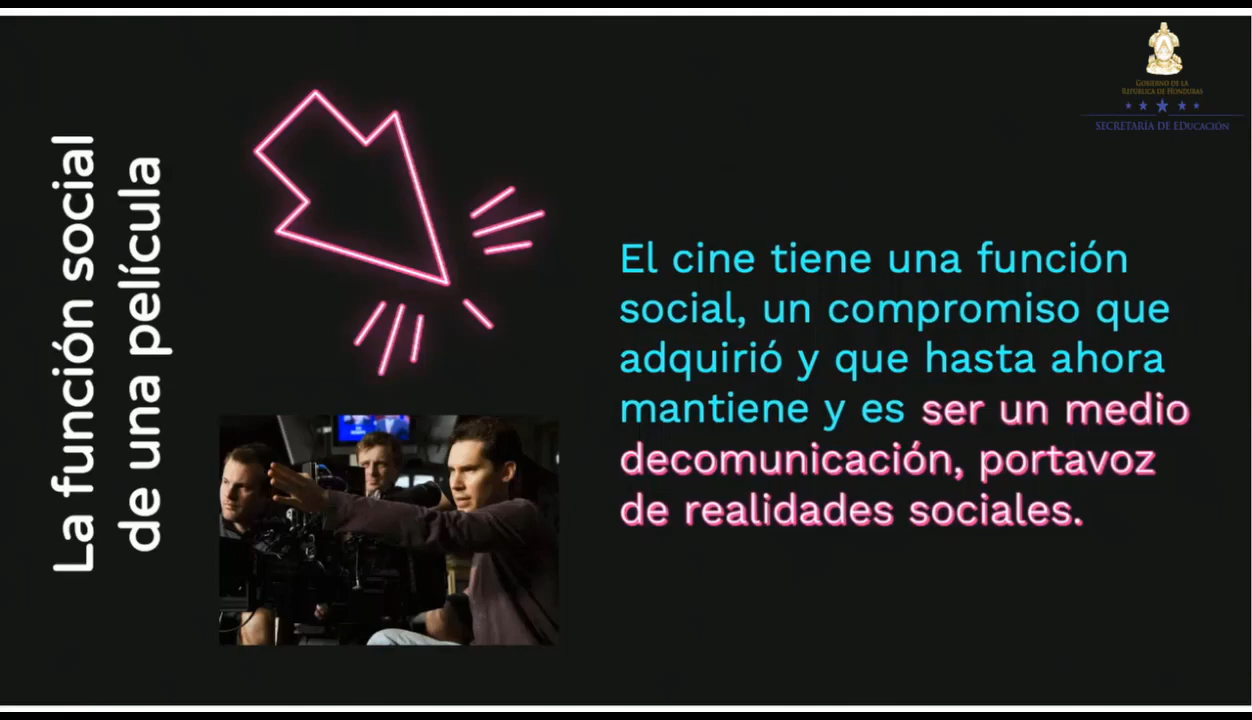 La función social
de una película
GOBIERNO DE LA
REPÚBLICA DE HONDURAS
SECRETARÍA DE EDUCACIÓN
El cine tiene una función
social, un compromiso que
adquirió y que hasta ahora
mantiene y es ser un medio
decomunicación, portavoz
de realidades sociales.